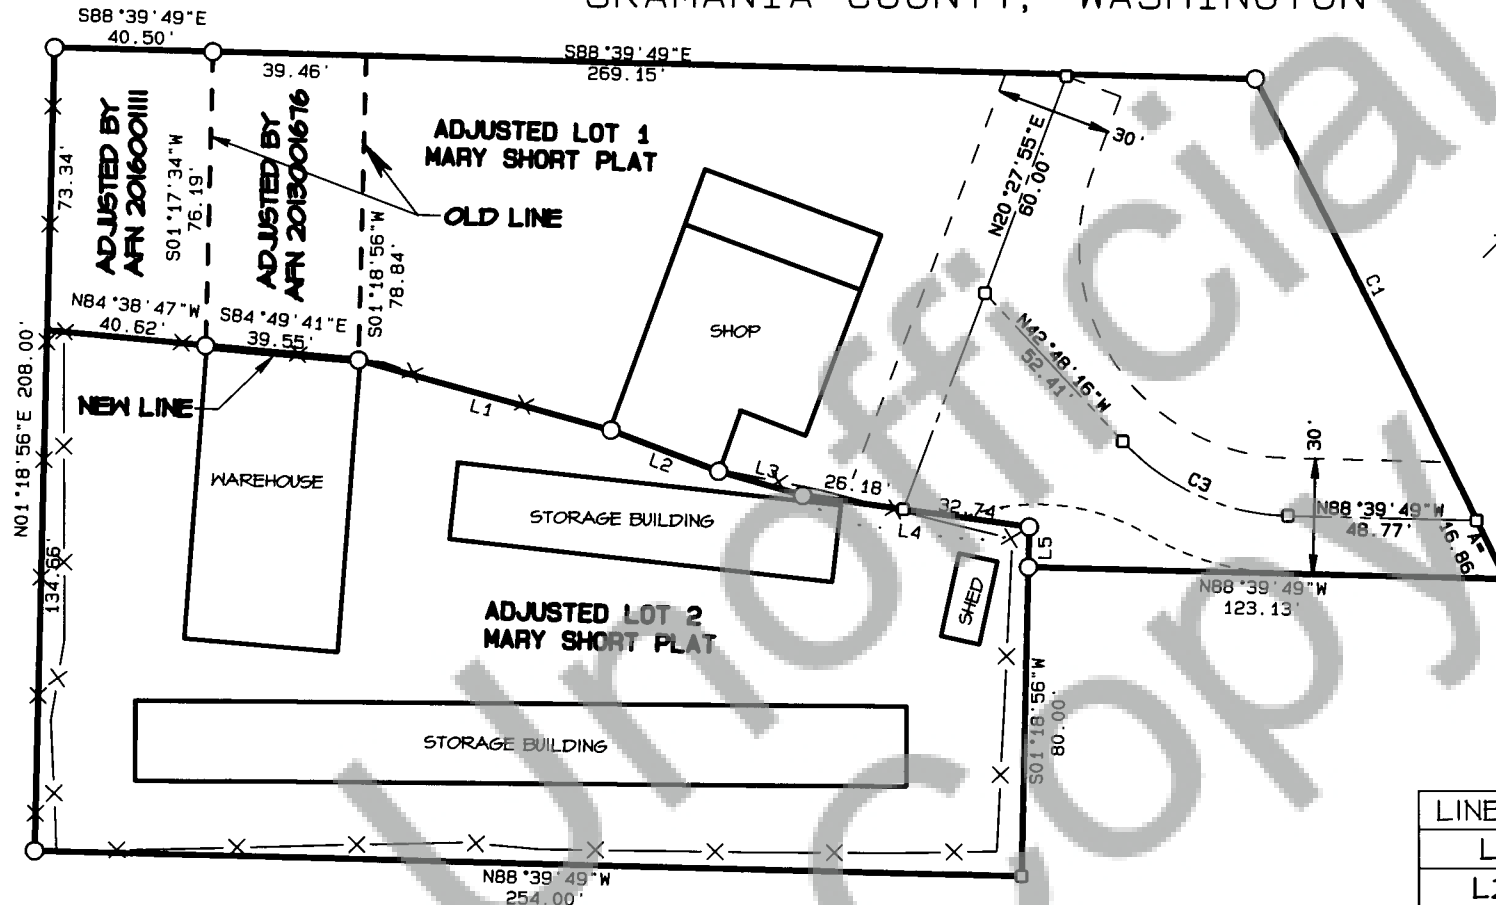 SKAMANIA COUNTY, WASHINGTON
S88°39'49"E
40.50'
39.46'
S88°39'49"E
269.15'
ADJUSTED BY
AFN 2016001111
73.34'
S01°17'34"W
76.19'
ADJUSTED BY
AFN 2013001676
ADJUSTED LOT 1
MARY SHORT PLAT
OLD LINE
S01°18'56"W
78.84'
N84°38'47"W
40.62'
S84°49'41"E
39.55'
NEW LINE
SHOP
30'
N20°27'55"E
60.00'
C1
N42°48'16"W
52.41'
C3
30'
N88°39'49"W
48.77'
A=
16.86
N01°18'56"E 208.00'
134.66'
L1
L2
L3
26.18'
L4
32.74
L5
WAREHOUSE
STORAGE BUILDING
SHED
N88°39'49"W
123.13'
ADJUSTED LOT 2
MARY SHORT PLAT
S01°18'56"W
80.00'
STORAGE BUILDING
N88°39'49"W
254.00'
LINE
L
L2
Unofficial
Copy